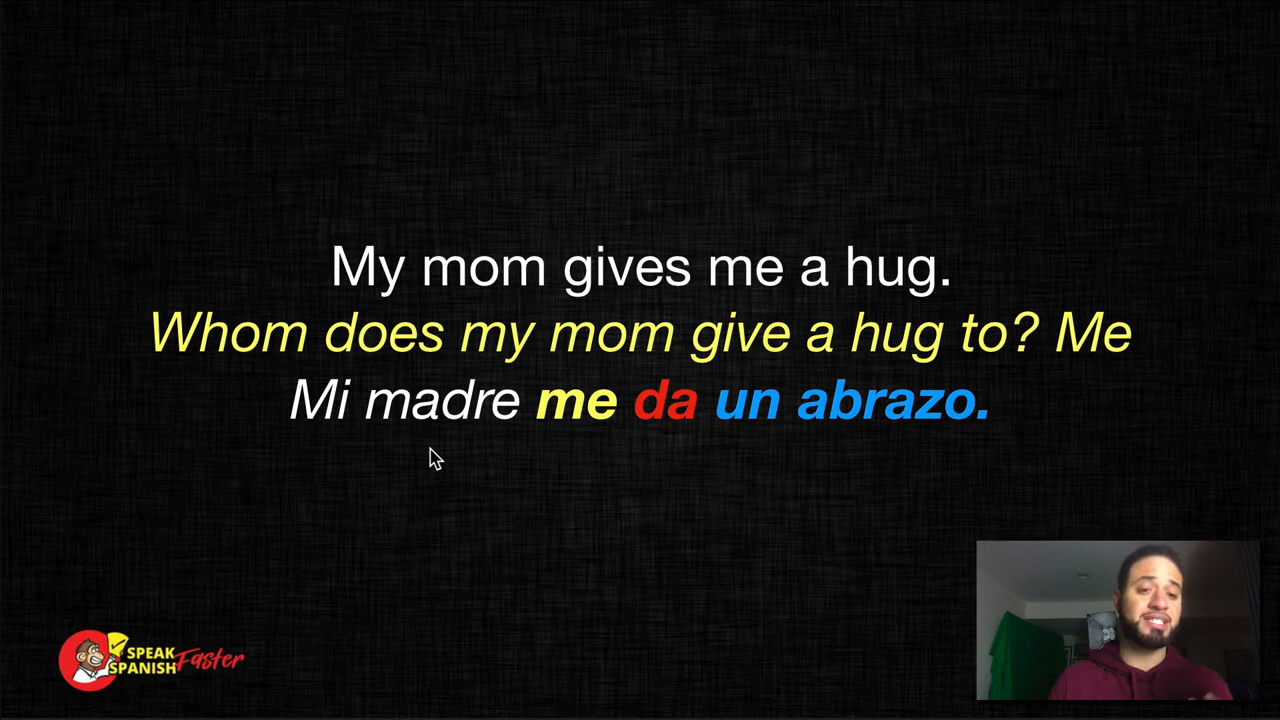 My mom gives me a hug.
Whom does my mom give a hug to? Me
Mi madre me da un abrazo.
SPEAK
SPANISH Faster